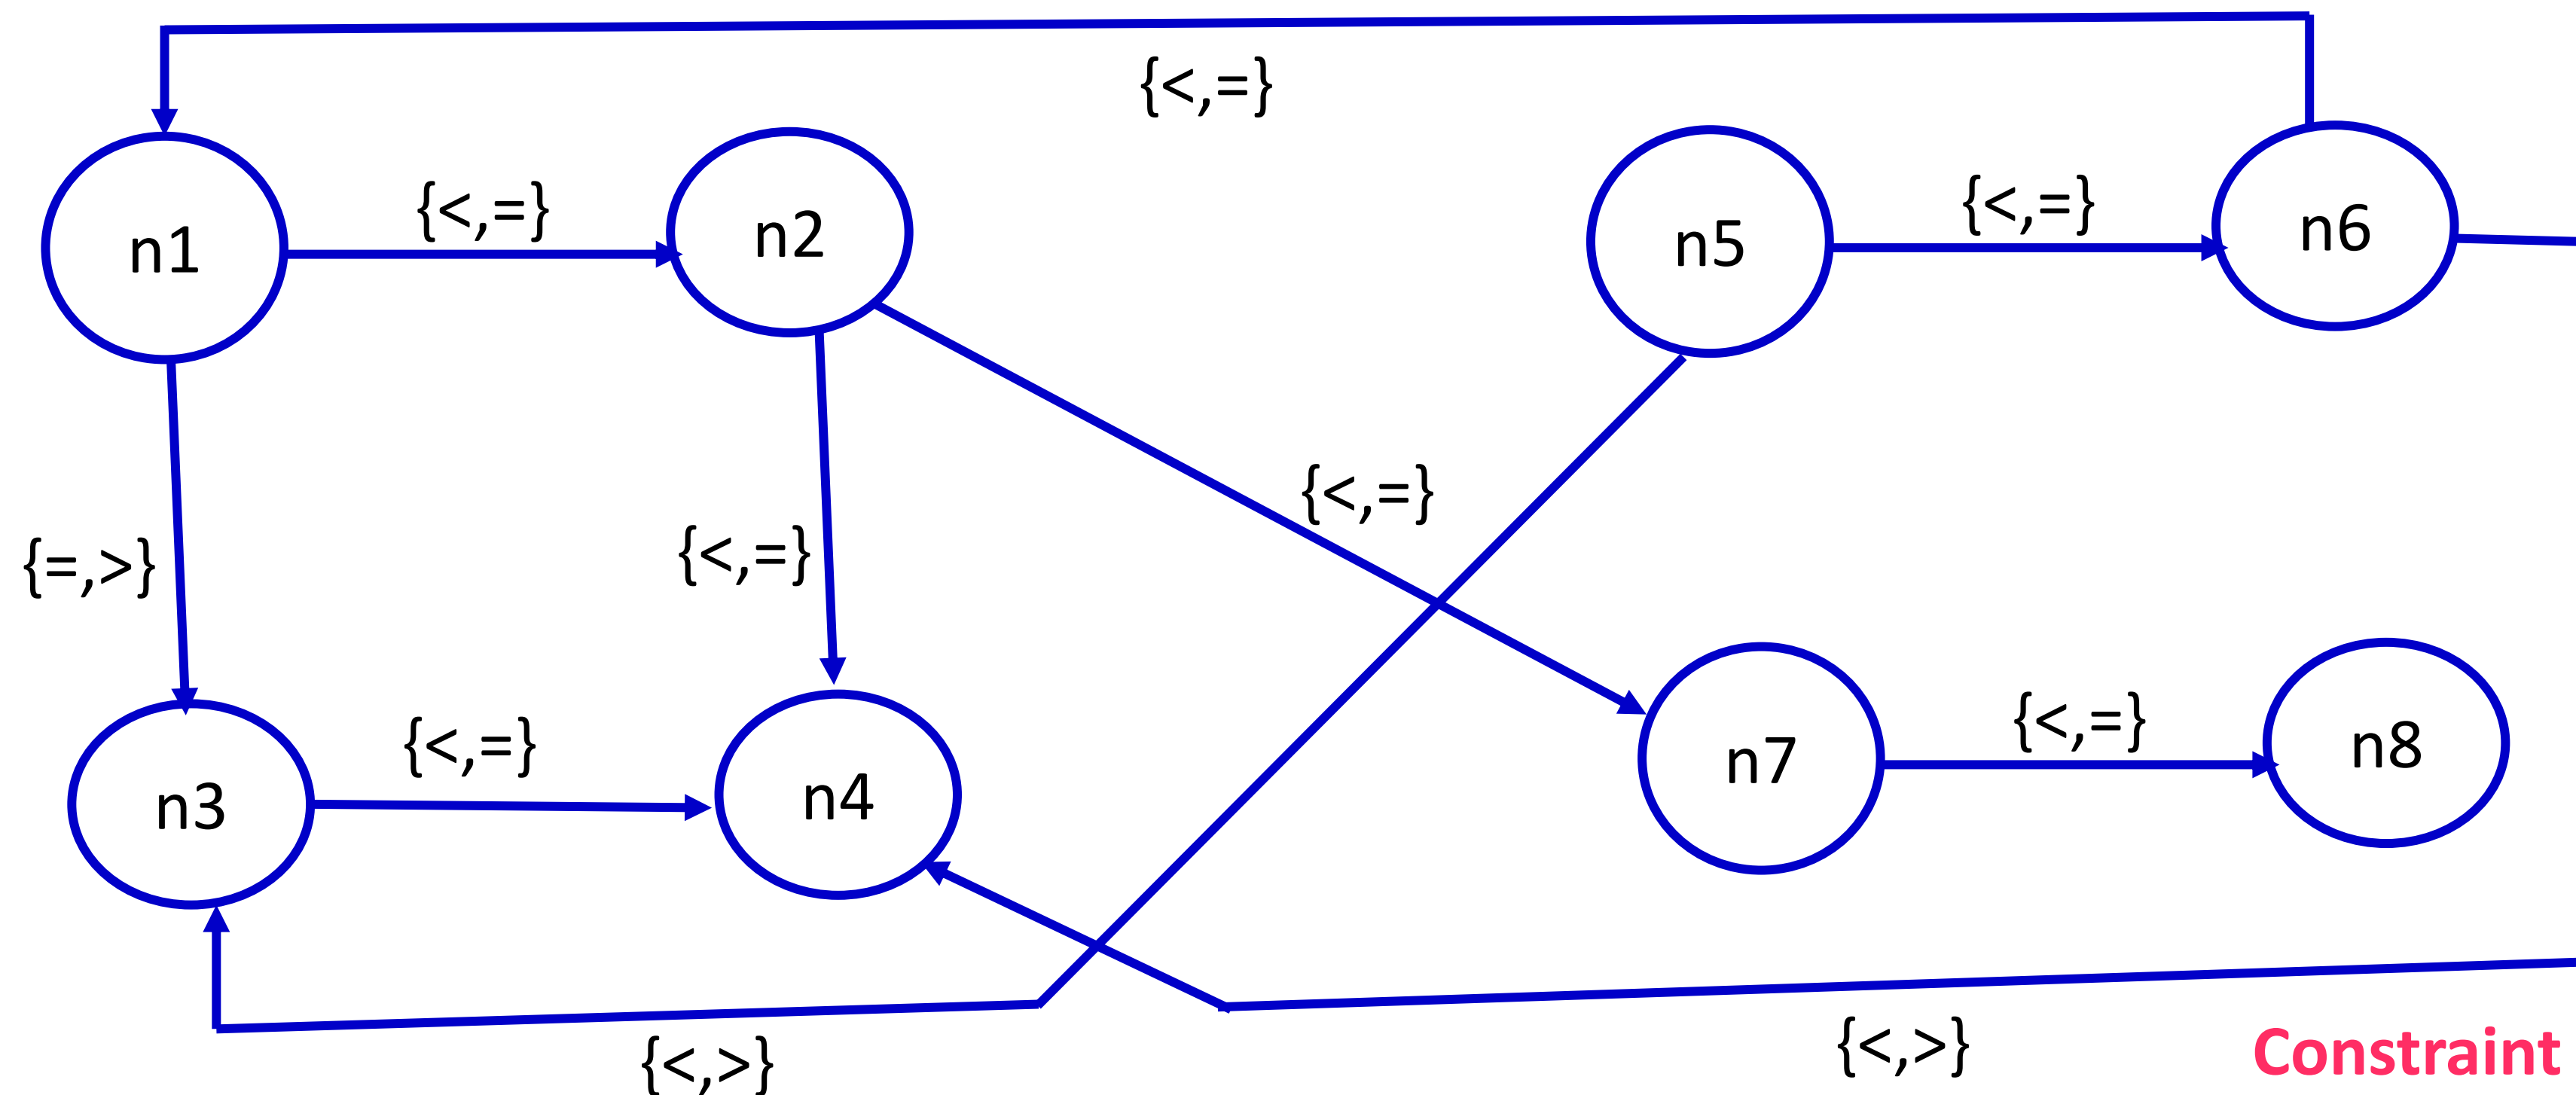 {<,=}
n1
{<,=}
n2
n5
{<,=}
n6
{=,>}
{<,=}
{<,=}
n3
{<,=}
n4
n7
{<,=}
n8
{<,>}
{<,>}
Constraint